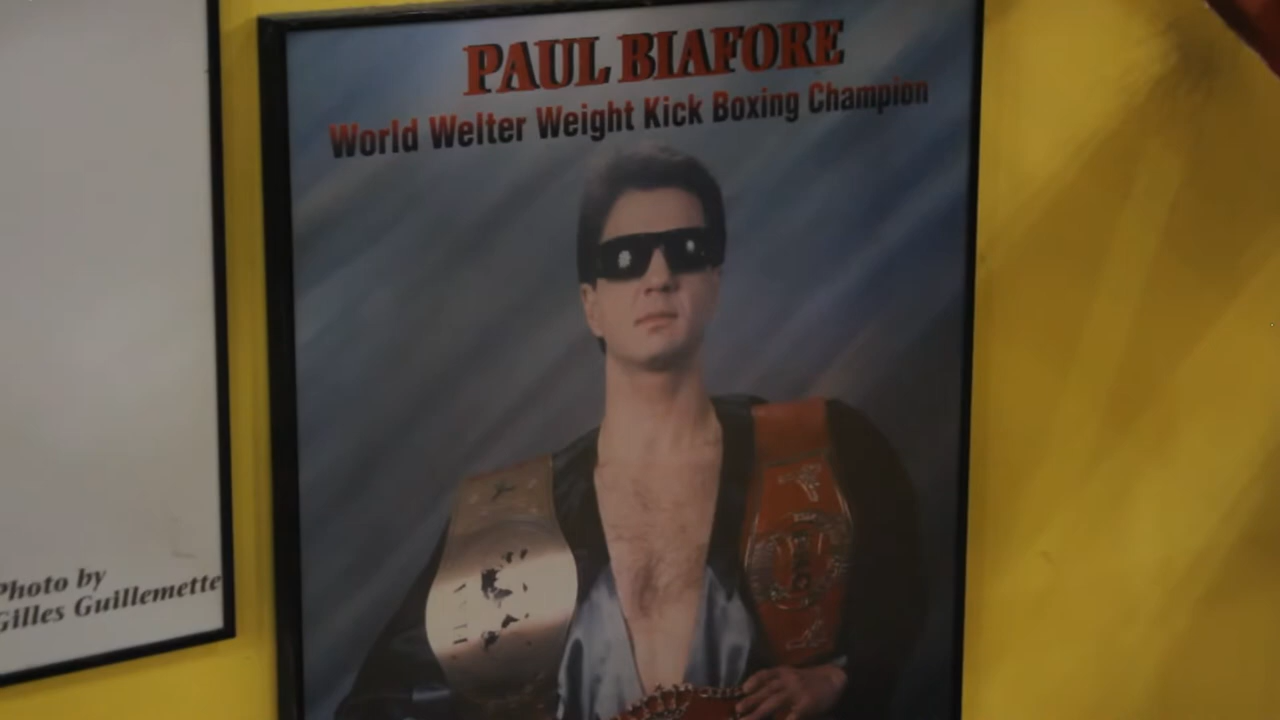 PAUL BIAFORE
World Welter Weight Kick Boxing Champion
Photo by
Gilles Guillemette